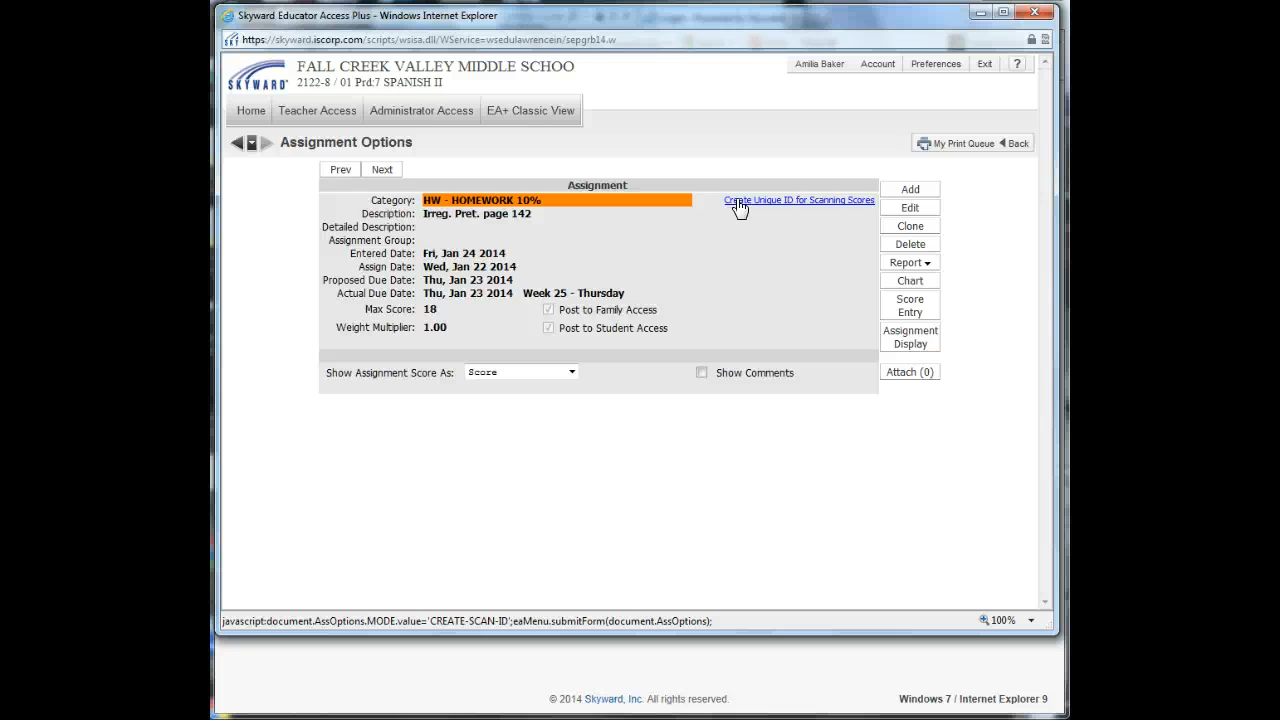 Skyward Educator Access Plus - Windows Internet Explorer
https://skyward.iscorp.com/scripts/wsisa.dll/WService=wsedulawrencein/sepgrb14.w
SKYWARD
FALL CREEK VALLEY MIDDLE SCHOO
2122-8 / 01 Prd:7 SPANISH II
Amilia Baker Account Preferences Exit ?
Home Teacher Access Administrator Access EA+ Classic View
Assignment Options
My Print Queue Back
Prev Next
Assignment
Category: HW - HOMEWORK 10% Create Unique ID for Scanning Scores
Description: Irreg. Pret. page 142
Detailed Description:
Assignment Group:
Entered Date: Fri, Jan 24 2014
Assign Date: Wed, Jan 22 2014
Proposed Due Date: Thu, Jan 23 2014
Actual Due Date: Thu, Jan 23 2014 Week 25 - Thursday
Max Score: 18 Post to Family Access
Weight Multiplier: 1.00 Post to Student Access
Show Assignment Score As: Score Show Comments
Add
Edit
Clone
Delete
Report
Chart
Score
Entry
Assignment
Display
Attach (0)
javascript:document.AssOptions.MODE.value='CREATE-SCAN-ID';eaMenu.submitForm(document.AssOptions);
100%
© 2014 Skyward, Inc. All rights reserved.
Windows 7 / Internet Explorer 9